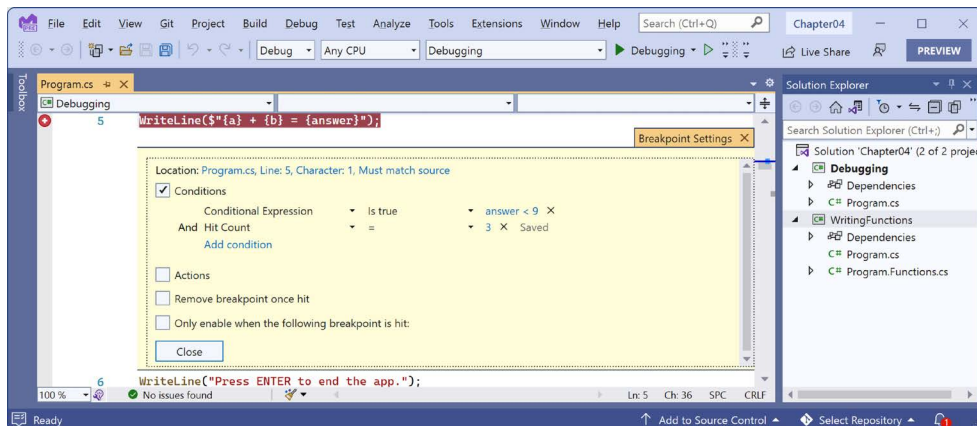 File Edit View Git Project Build Debug Test Analyze Tools Extensions Window Help Search (Ctrl+Q) Chapter04
Debug Any CPU Debugging Debugging Live Share PREVIEW
Toolbox
Program.cs
Solution Explorer
Debugging
5 WriteLine($"{a} + {b} = {answer}");
Breakpoint Settings
Search Solution Explorer (Ctrl+;)
Location: Program.cs, Line: 5, Character: 1, Must match source
Conditions
Conditional Expression Is true answer < 9
And Hit Count = 3 Saved
Add condition
Actions
Remove breakpoint once hit
Only enable when the following breakpoint is hit:
Close
Solution 'Chapter04' (2 of 2 proje
C# Debugging
Dependencies
C# Program.cs
C# WritingFunctions
Dependencies
C# Program.cs
C# Program.Functions.cs
6 WriteLine("Press ENTER to end the app.");
100 % No issues found Ln: 5 Ch: 36 SPC CRLF
Ready Add to Source Control Select Repository 1